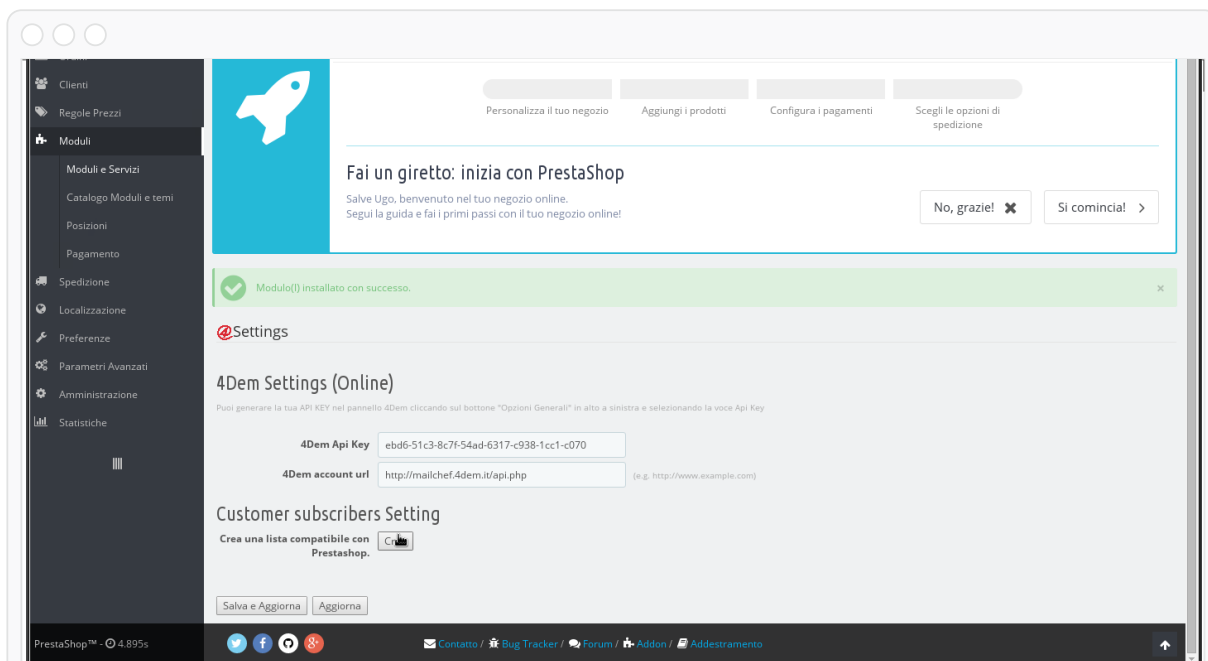 Clienti
Regole Prezzi
Moduli
Moduli e Servizi
Catalogo Moduli e temi
Posizioni
Pagamento
Spedizione
Localizzazione
Preferenze
Parametri Avanzati
Amministrazione
Statistiche
PrestaShop™ - 4.895s
Personalizza il tuo negozio
Aggiungi i prodotti
Configura i pagamenti
Scegli le opzioni di
spedizione
Fai un giretto: inizia con PrestaShop
Salve Ugo, benvenuto nel tuo negozio online.
Segui la guida e fai i primi passi con il tuo negozio online!
No, grazie!
Si comincia!
Modulo(I) installato con successo.
Settings
4Dem Settings (Online)
Puoi generare la tua API KEY nel pannello 4Dem cliccando sul bottone "Opzioni Generali" in alto a sinistra e selezionando la voce Api Key
4Dem Api Key ebd6-51c3-8c7f-54ad-6317-c938-1cc1-c070
4Dem account url http://mailchef.4dem.it/api.php (e.g. http://www.example.com)
Customer subscribers Setting
Crea una lista compatibile con
Prestashop.
Salva e Aggiorna Aggiorna
Contatto / Bug Tracker / Forum / Addon / Addestramento